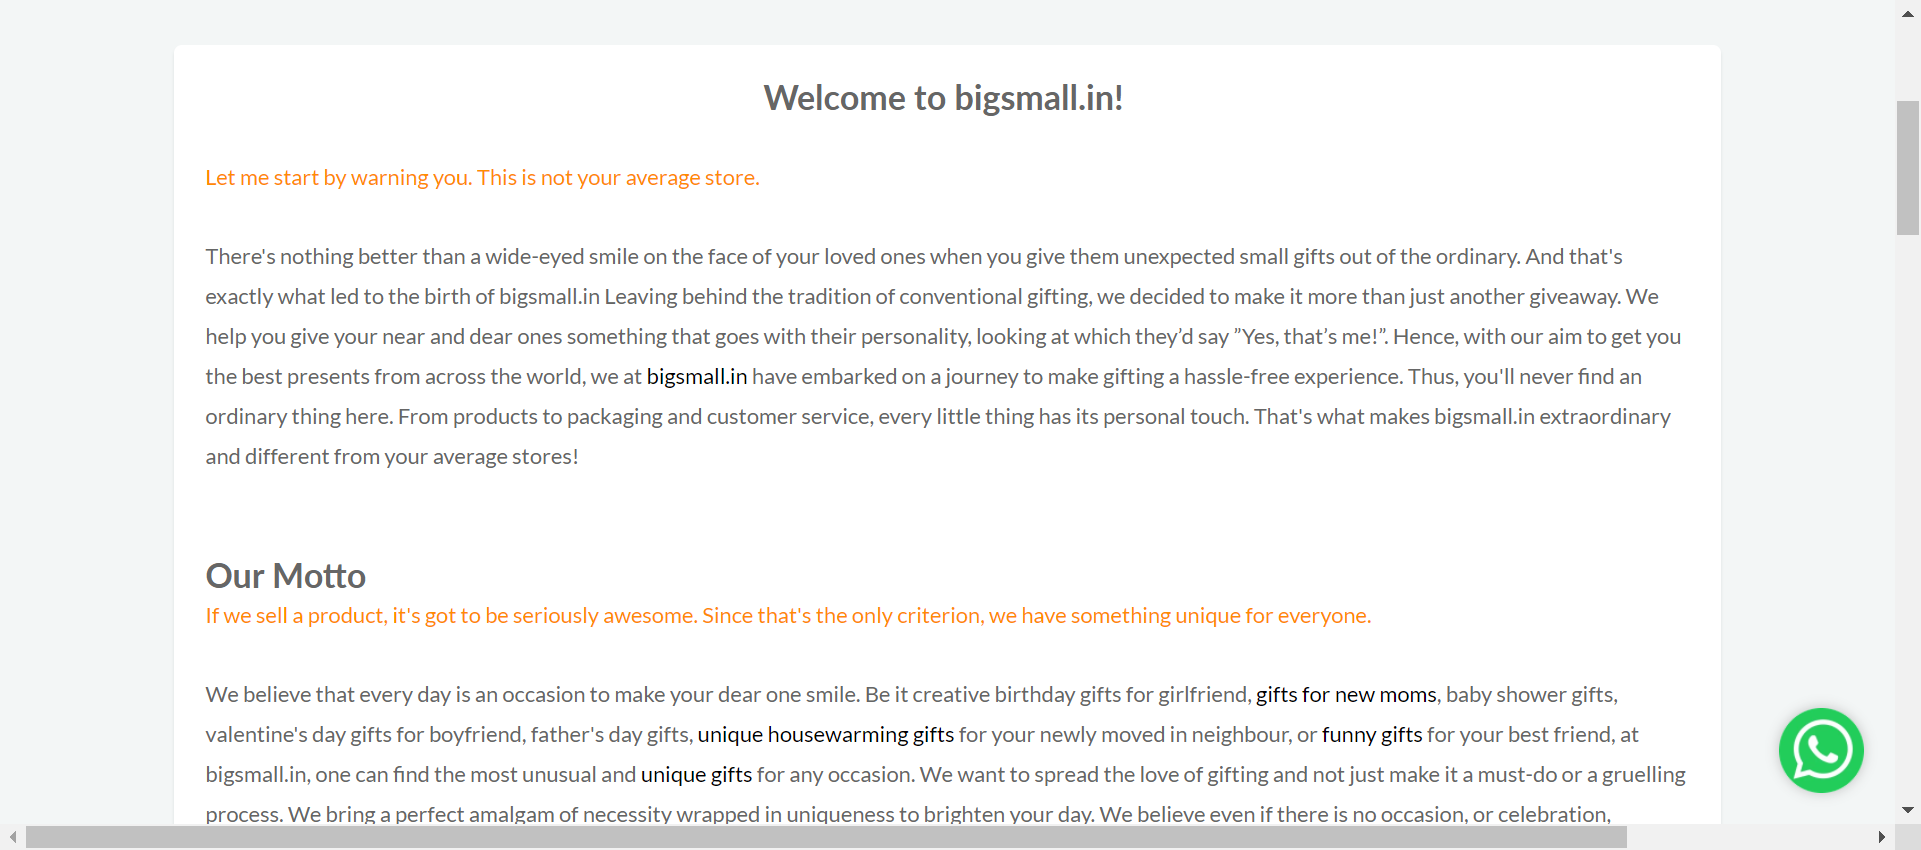 Welcome to bigsmall.in!
Let me start by warning you. This is not your average store.
There's nothing better than a wide-eyed smile on the face of your loved ones when you give them unexpected small gifts out of the ordinary. And that's
exactly what led to the birth of bigsmall.in Leaving behind the tradition of conventional gifting, we decided to make it more than just another giveaway. We
help you give your near and dear ones something that goes with their personality, looking at which they’d say ”Yes, that’s me!”. Hence, with our aim to get you
the best presents from across the world, we at bigsmall.in have embarked on a journey to make gifting a hassle-free experience. Thus, you'll never find an
ordinary thing here. From products to packaging and customer service, every little thing has its personal touch. That's what makes bigsmall.in extraordinary
and different from your average stores!
Our Motto
If we sell a product, it's got to be seriously awesome. Since that's the only criterion, we have something unique for everyone.
We believe that every day is an occasion to make your dear one smile. Be it creative birthday gifts for girlfriend, gifts for new moms, baby shower gifts,
valentine's day gifts for boyfriend, father's day gifts, unique housewarming gifts for your newly moved in neighbour, or funny gifts for your best friend, at
bigsmall.in, one can find the most unusual and unique gifts for any occasion. We want to spread the love of gifting and not just make it a must-do or a gruelling
process. We bring a perfect amalgam of necessity wrapped in uniqueness to brighten your day. We believe even if there is no occasion, or celebration,